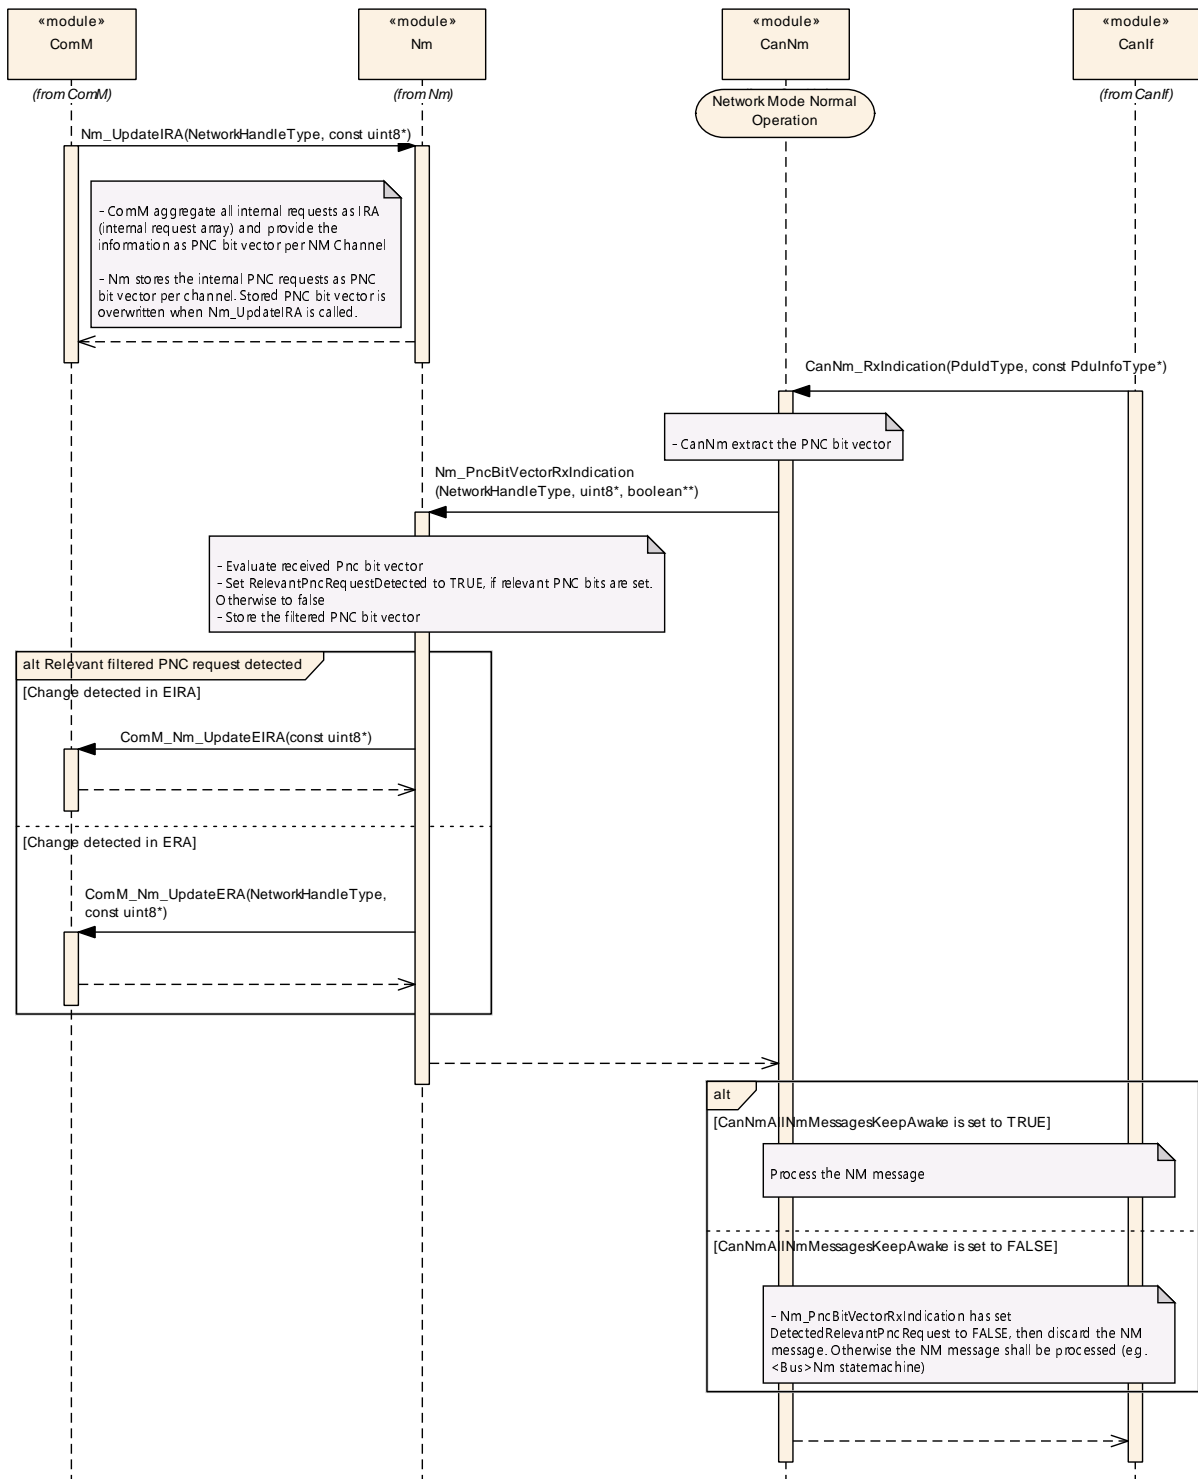 «module»
ComM
«module»
Nm
«module»
CanNm
«module»
CanIf
(from ComM)
(from Nm)
(from CanIf)
Network Mode Normal
Operation
Nm_UpdateIRA(NetworkHandleType, const uint8*)
- ComM aggregate all internal requests as IRA
(internal request array) and provide the
information as PNC bit vector per NM Channel
- Nm stores the internal PNC requests as PNC
bit vector per channel. Stored PNC bit vector is
overwritten when Nm_UpdateIRA is called.
CanNm_RxIndication(PduIdType, const PduInfoType*)
- CanNm extract the PNC bit vector
Nm_PncBitVectorRxIndication
(NetworkHandleType, uint8*, boolean**)
- Evaluate received Pnc bit vector
- Set RelevantPncRequestDetected to TRUE, if relevant PNC bits are set.
Otherwise to false
- Store the filtered PNC bit vector
alt Relevant filtered PNC request detected
[Change detected in EIRA]
ComM_Nm_UpdateEIRA(const uint8*)
[Change detected in ERA]
ComM_Nm_UpdateERA(NetworkHandleType,
const uint8*)
alt
[CanNmAllNmMessagesKeepAwake is set to TRUE]
Process the NM message
[CanNmAllNmMessagesKeepAwake is set to FALSE]
- Nm_PncBitVectorRxIndication has set
DetectedRelevantPncRequest to FALSE, then discard the NM
message. Otherwise the NM message shall be processed (e.g.
<Bus>Nm statemachine)